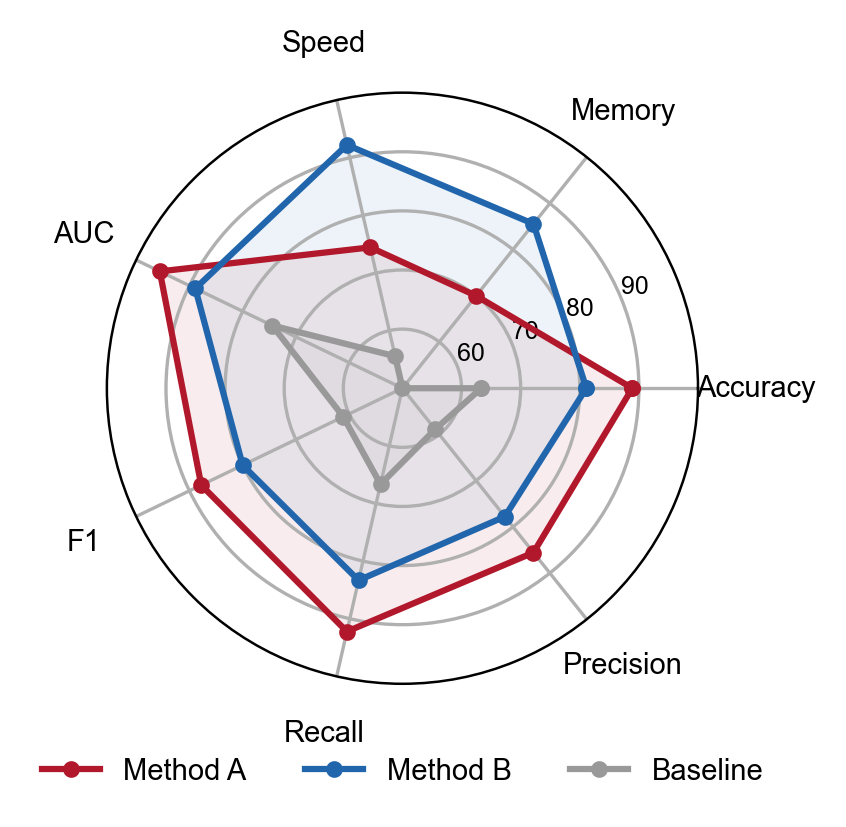 Speed
Memory
AUC
90
80
70
60
Accuracy
F1
Precision
Recall
Method A
Method B
Baseline